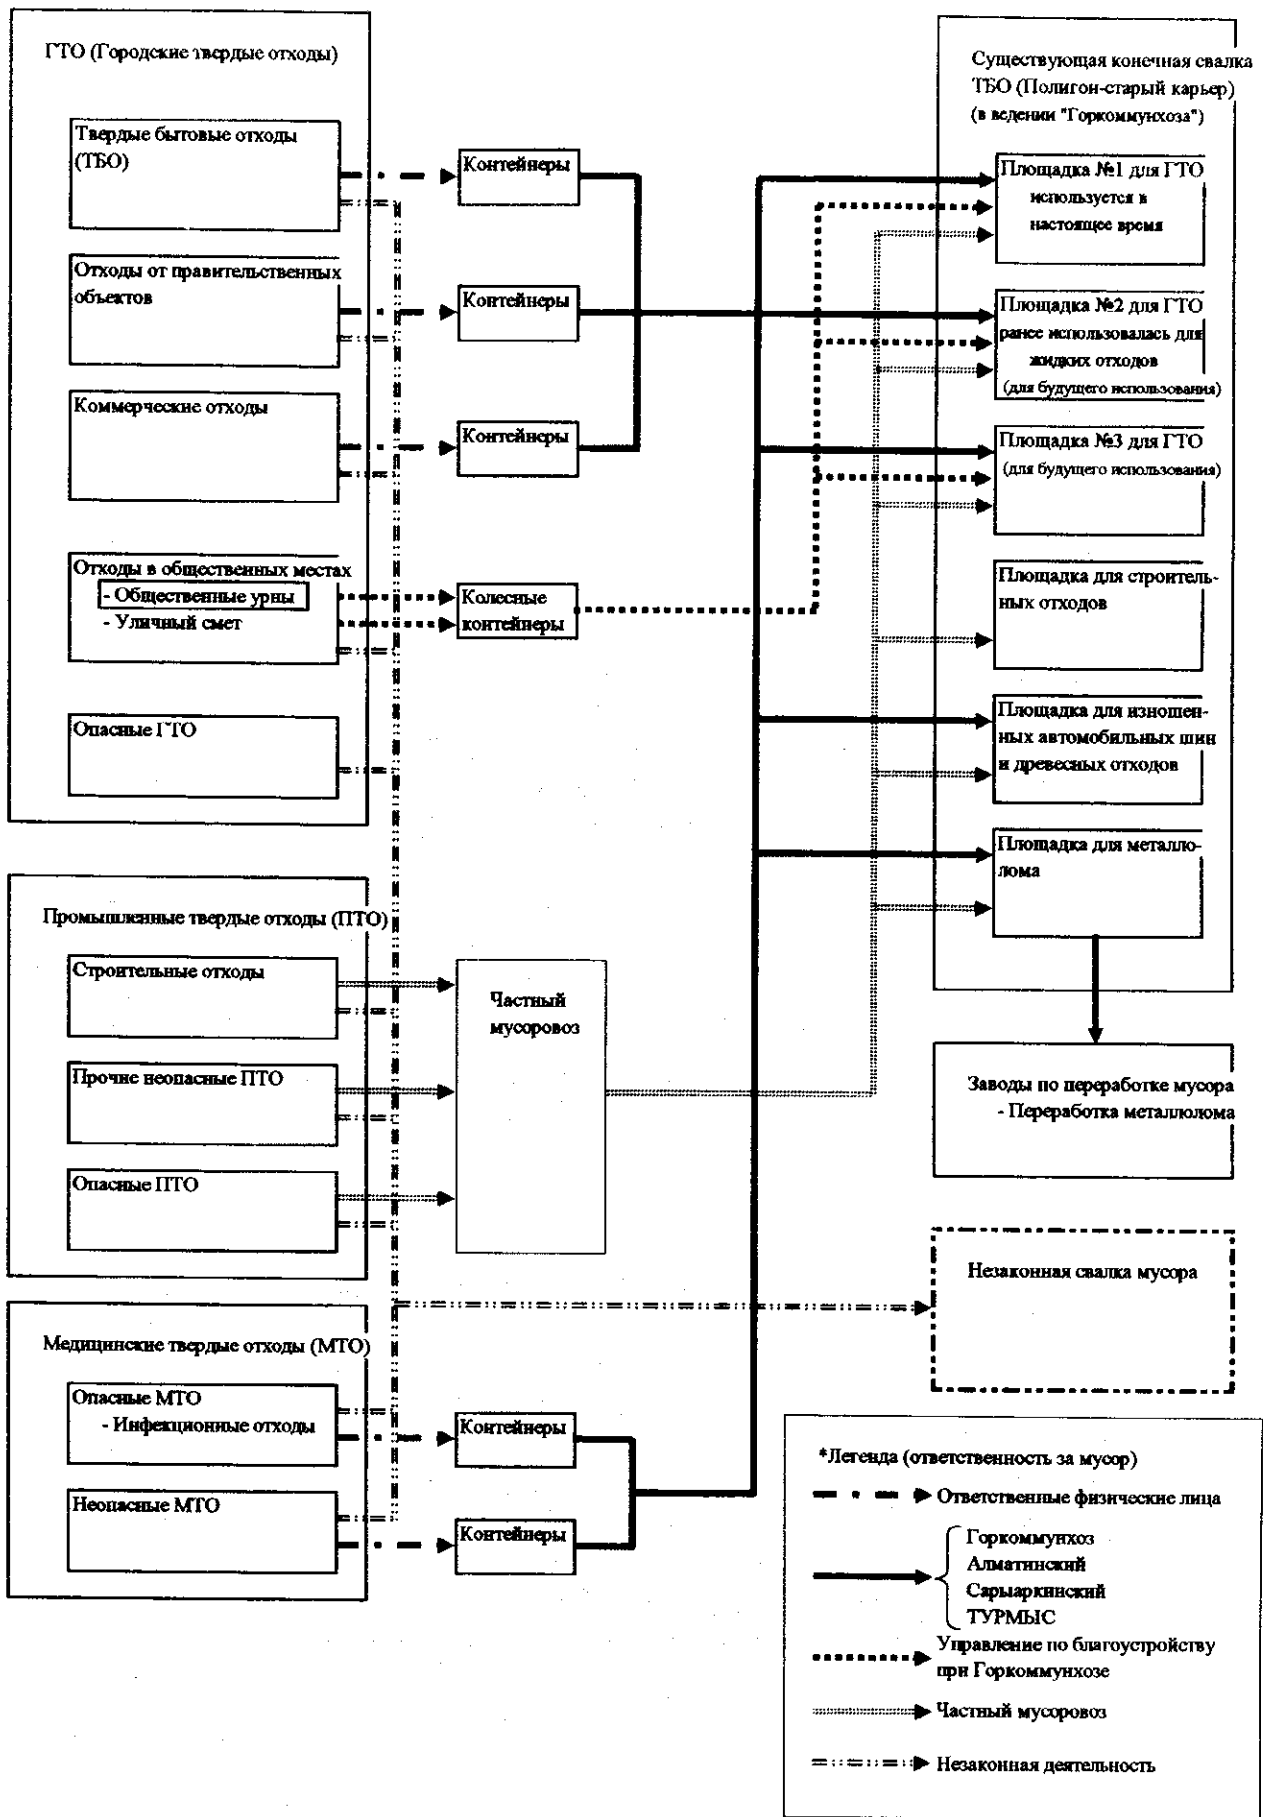 ГТО (Городские твердые отходы)
Твердые бытовые отходы
(ТБО)
Отходы от правительственных
объектов
Коммерческие отходы
Отходы в общественных местах
- Общественные урны
- Уличный смет
Опасные ГТО
Промышленные твердые отходы (ПТО)
Строительные отходы
Прочие неопасные ПТО
Опасные ПТО
Медицинские твердые отходы (МТО)
Опасные МТО
- Инфекционные отходы
Неопасные МТО
Контейнеры
Контейнеры
Контейнеры
Колесные
контейнеры
Частный
мусоровоз
Контейнеры
Контейнеры
Существующая конечная свалка
ТБО (Полигон-старый карьер)
(в ведении "Горкоммунхоза")
Площадка №1 для ГТО
используется в
настоящее время
Площадка №2 для ГТО
ранее использовалась для
жидких отходов
(для будущего использования)
Площадка №3 для ГТО
(для будущего использования)
Площадка для строитель-
ных отходов
Площадка для изношен-
ных автомобильных шин
и древесных отходов
Площадка для металло-
лома
Заводы по переработке мусора
- Переработка металлолома
Незаконная свалка мусора
*Легенда (ответственность за мусор)
Ответственные физические лица
Горкоммунхоз
Алматинский
Сарыаркинский
ТУРМЫС
Управление по благоустройству
при Горкоммунхозе
Частный мусоровоз
Незаконная деятельность